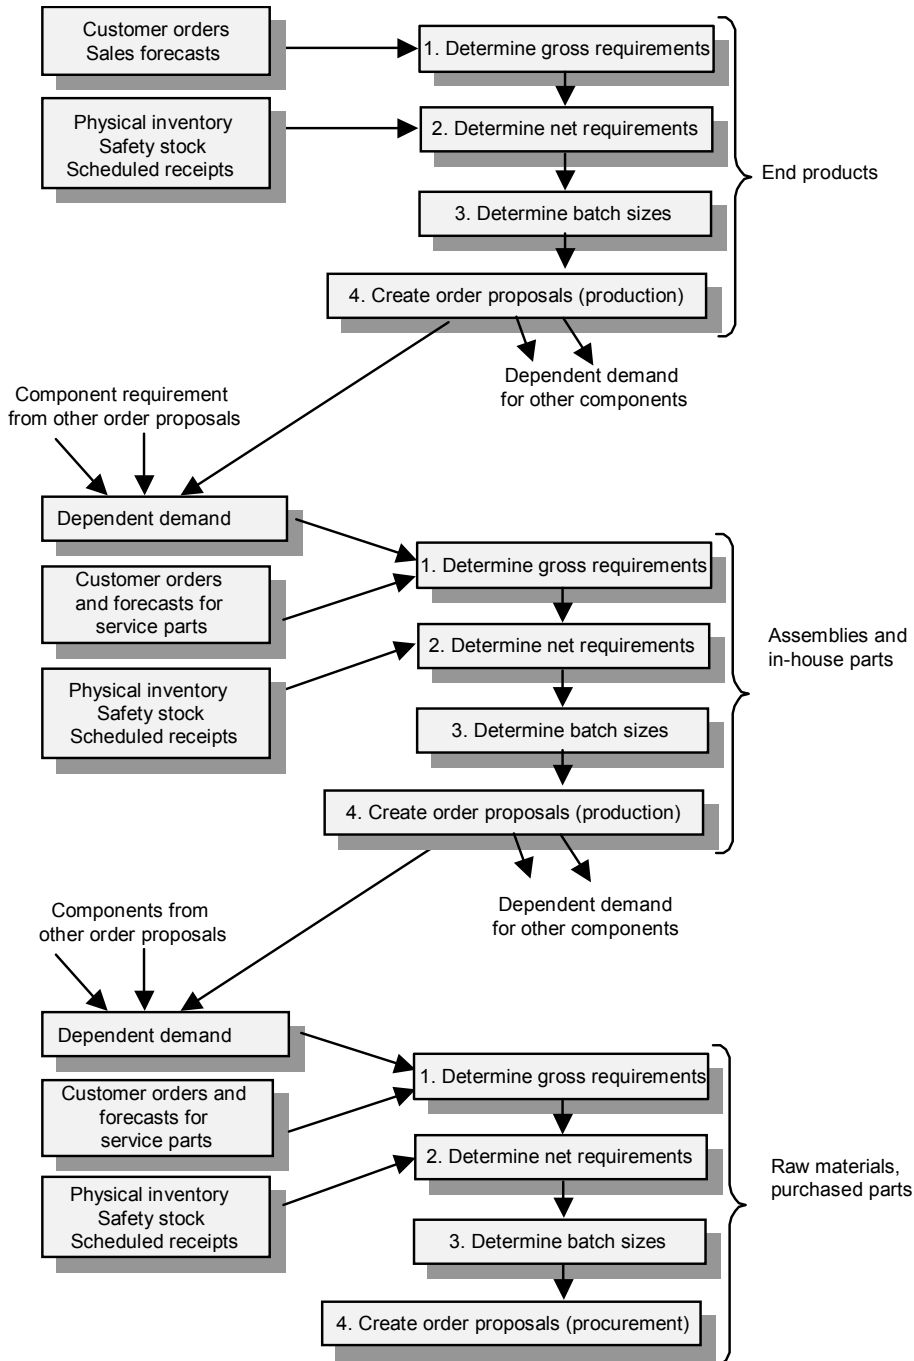 Customer orders
Sales forecasts
1. Determine gross requirements
Physical inventory
Safety stock
Scheduled receipts
2. Determine net requirements
End products
3. Determine batch sizes
4. Create order proposals (production)
Dependent demand
for other components
Component requirement
from other order proposals
Dependent demand
1. Determine gross requirements
Customer orders
and forecasts for
service parts
2. Determine net requirements
Assemblies and
in-house parts
Physical inventory
Safety stock
Scheduled receipts
3. Determine batch sizes
4. Create order proposals (production)
Dependent demand
for other components
Components from
other order proposals
Dependent demand
1. Determine gross requirements
Customer orders and
forecasts for
service parts
2. Determine net requirements
Raw materials,
purchased parts
Physical inventory
Safety stock
Scheduled receipts
3. Determine batch sizes
4. Create order proposals (procurement)